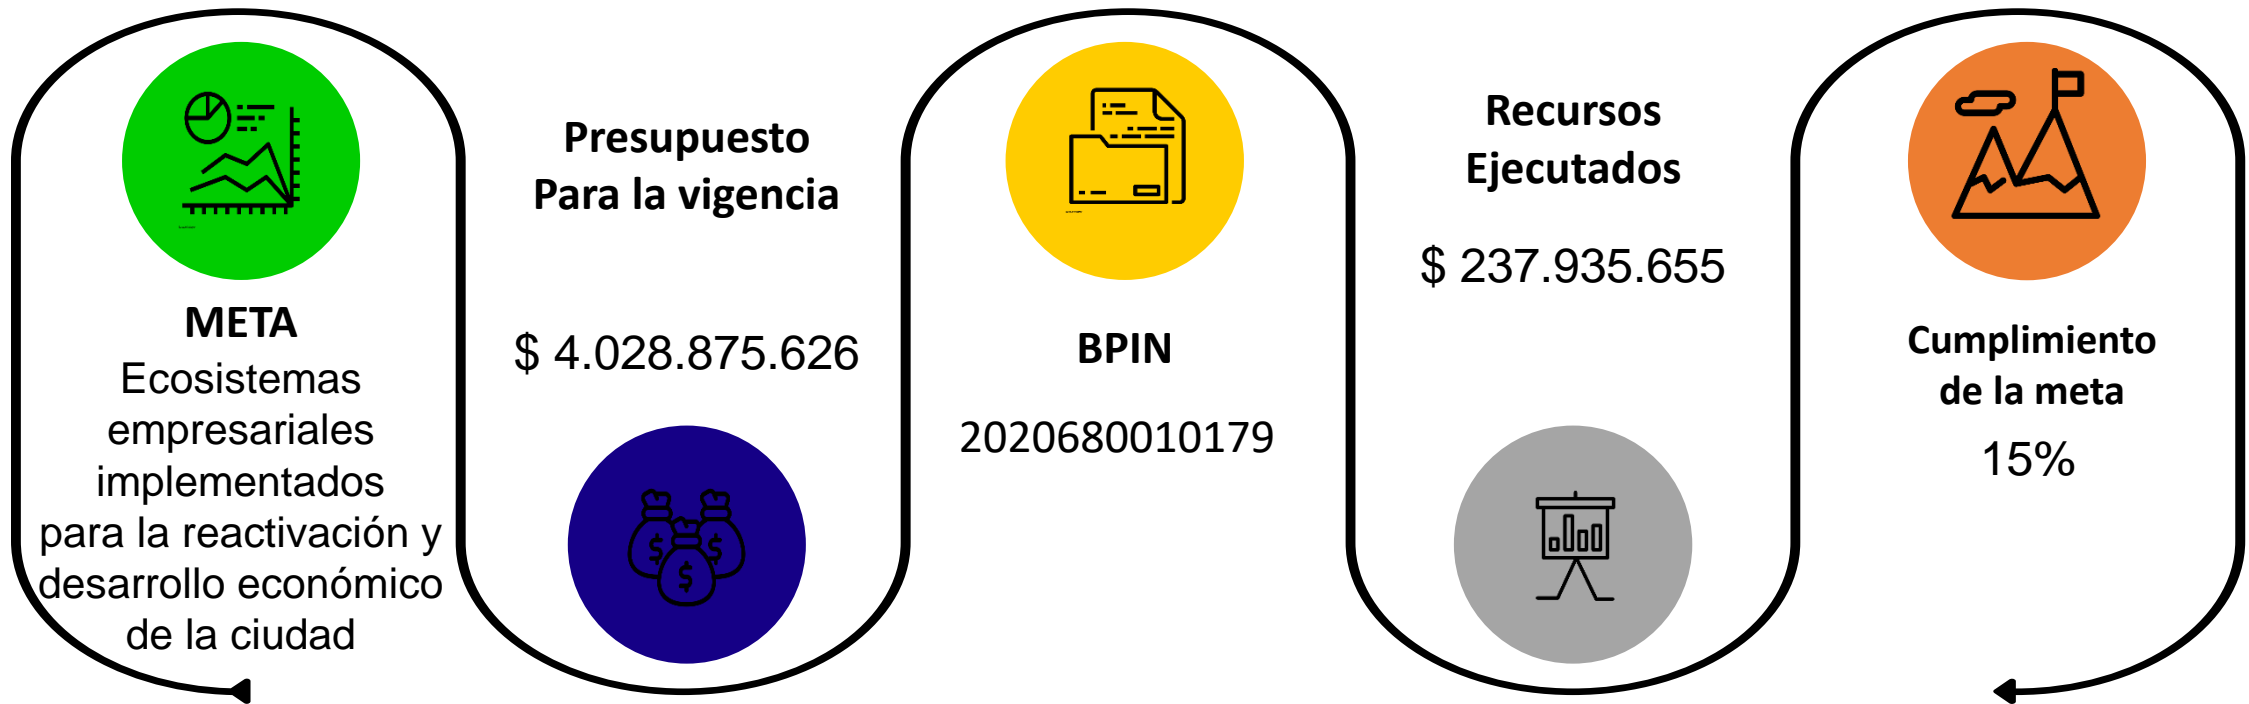 META
Ecosistemas
empresariales
implementados
para la reactivación y
desarrollo económico
de la ciudad
Presupuesto
Para la vigencia
$ 4.028.875.626
BPIN
2020680010179
Recursos
Ejecutados
$ 237.935.655
Cumplimiento
de la meta
15%